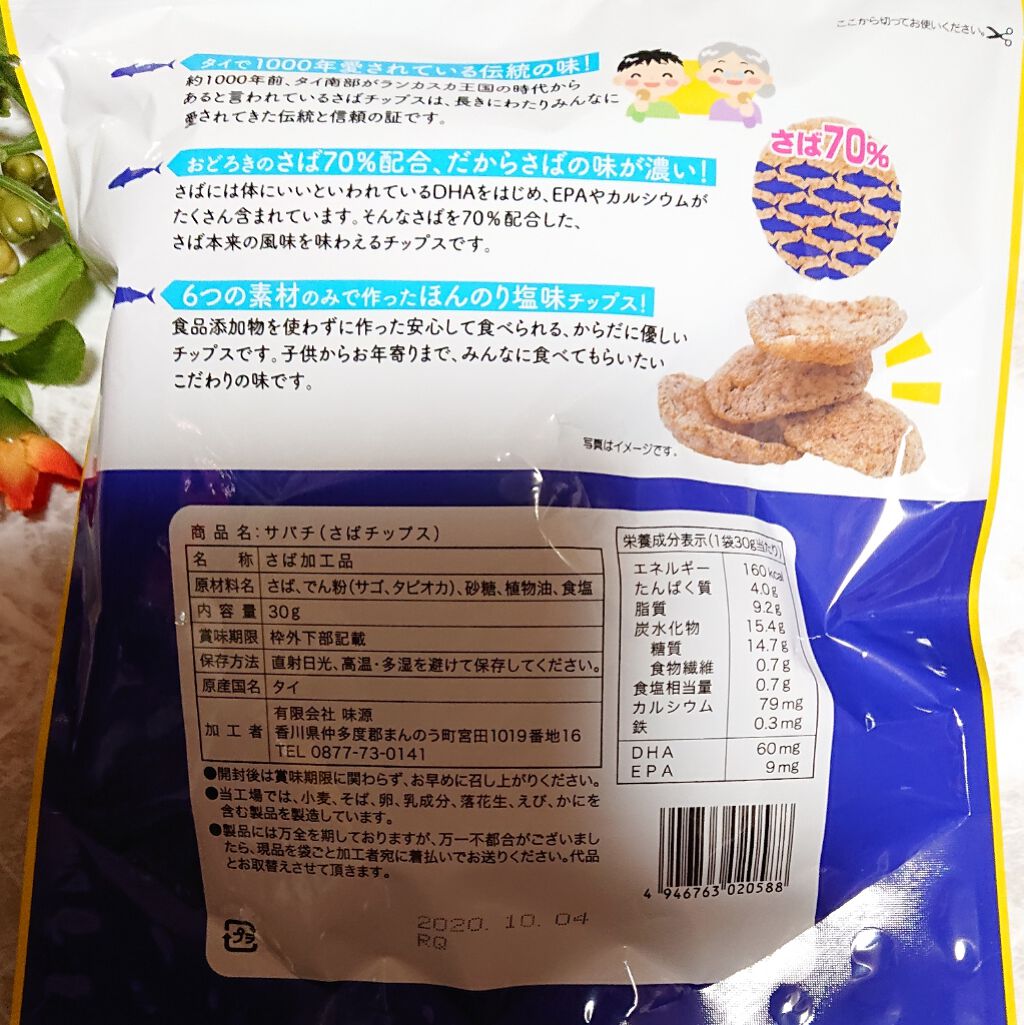 ここから切ってお使いください。
タイで1000年愛されている伝統の味!
約1000年前、タイ南部がランカスカ王国の時代から
あると言われているさばチップスは、長きにわたりみんなに
愛されてきた伝統と信頼の証です。
おどろきのさば70%配合、だからさばの味が濃い!
さば70%
さばには体にいいといわれているDHAをはじめ、EPAやカルシウムが
たくさん含まれています。そんなさばを70%配合した、
さば本来の風味を味わえるチップスです。
6つの素材のみで作ったほんのり塩味チップス!
食品添加物を使わずに作った安心して食べられる、からだに優しい
チップスです。子供からお年寄りまで、みんなに食べてもらいたい
こだわりの味です。
写真はイメージです。
商品名:サバチ(さばチップス)
名 称 さば加工品
原材料名 さば、でん粉(サゴ、タピオカ)、砂糖、植物油、食塩
内容量 30g
賞味期限 枠外下部記載
保存方法 直射日光、高温・多湿を避けて保存してください。
原産国名 タイ
加工者 有限会社 味源
香川県仲多度郡まんのう町宮田1019番地16
TEL 0877-73-0141
●開封後は賞味期限に関わらず、お早めに召し上がりください。
●当工場では、小麦、そば、卵、乳成分、落花生、えび、かにを
含む製品を製造しています。
●製品には万全を期しておりますが、万一不都合がございまし
たら、現品を袋ごと加工者宛に着払いでお送りください。代品
とお取替えさせて頂きます。
栄養成分表示(1袋30g当たり)
エネルギー 160kcal
たんぱく質 4.0g
脂質 9.2g
炭水化物 15.4g
糖質 14.7g
食物繊維 0.7g
食塩相当量 0.7g
カルシウム 79mg
鉄 0.3mg
DHA 60mg
EPA 9mg
4 946763 020588
プラ
2020. 10. 04
RQ